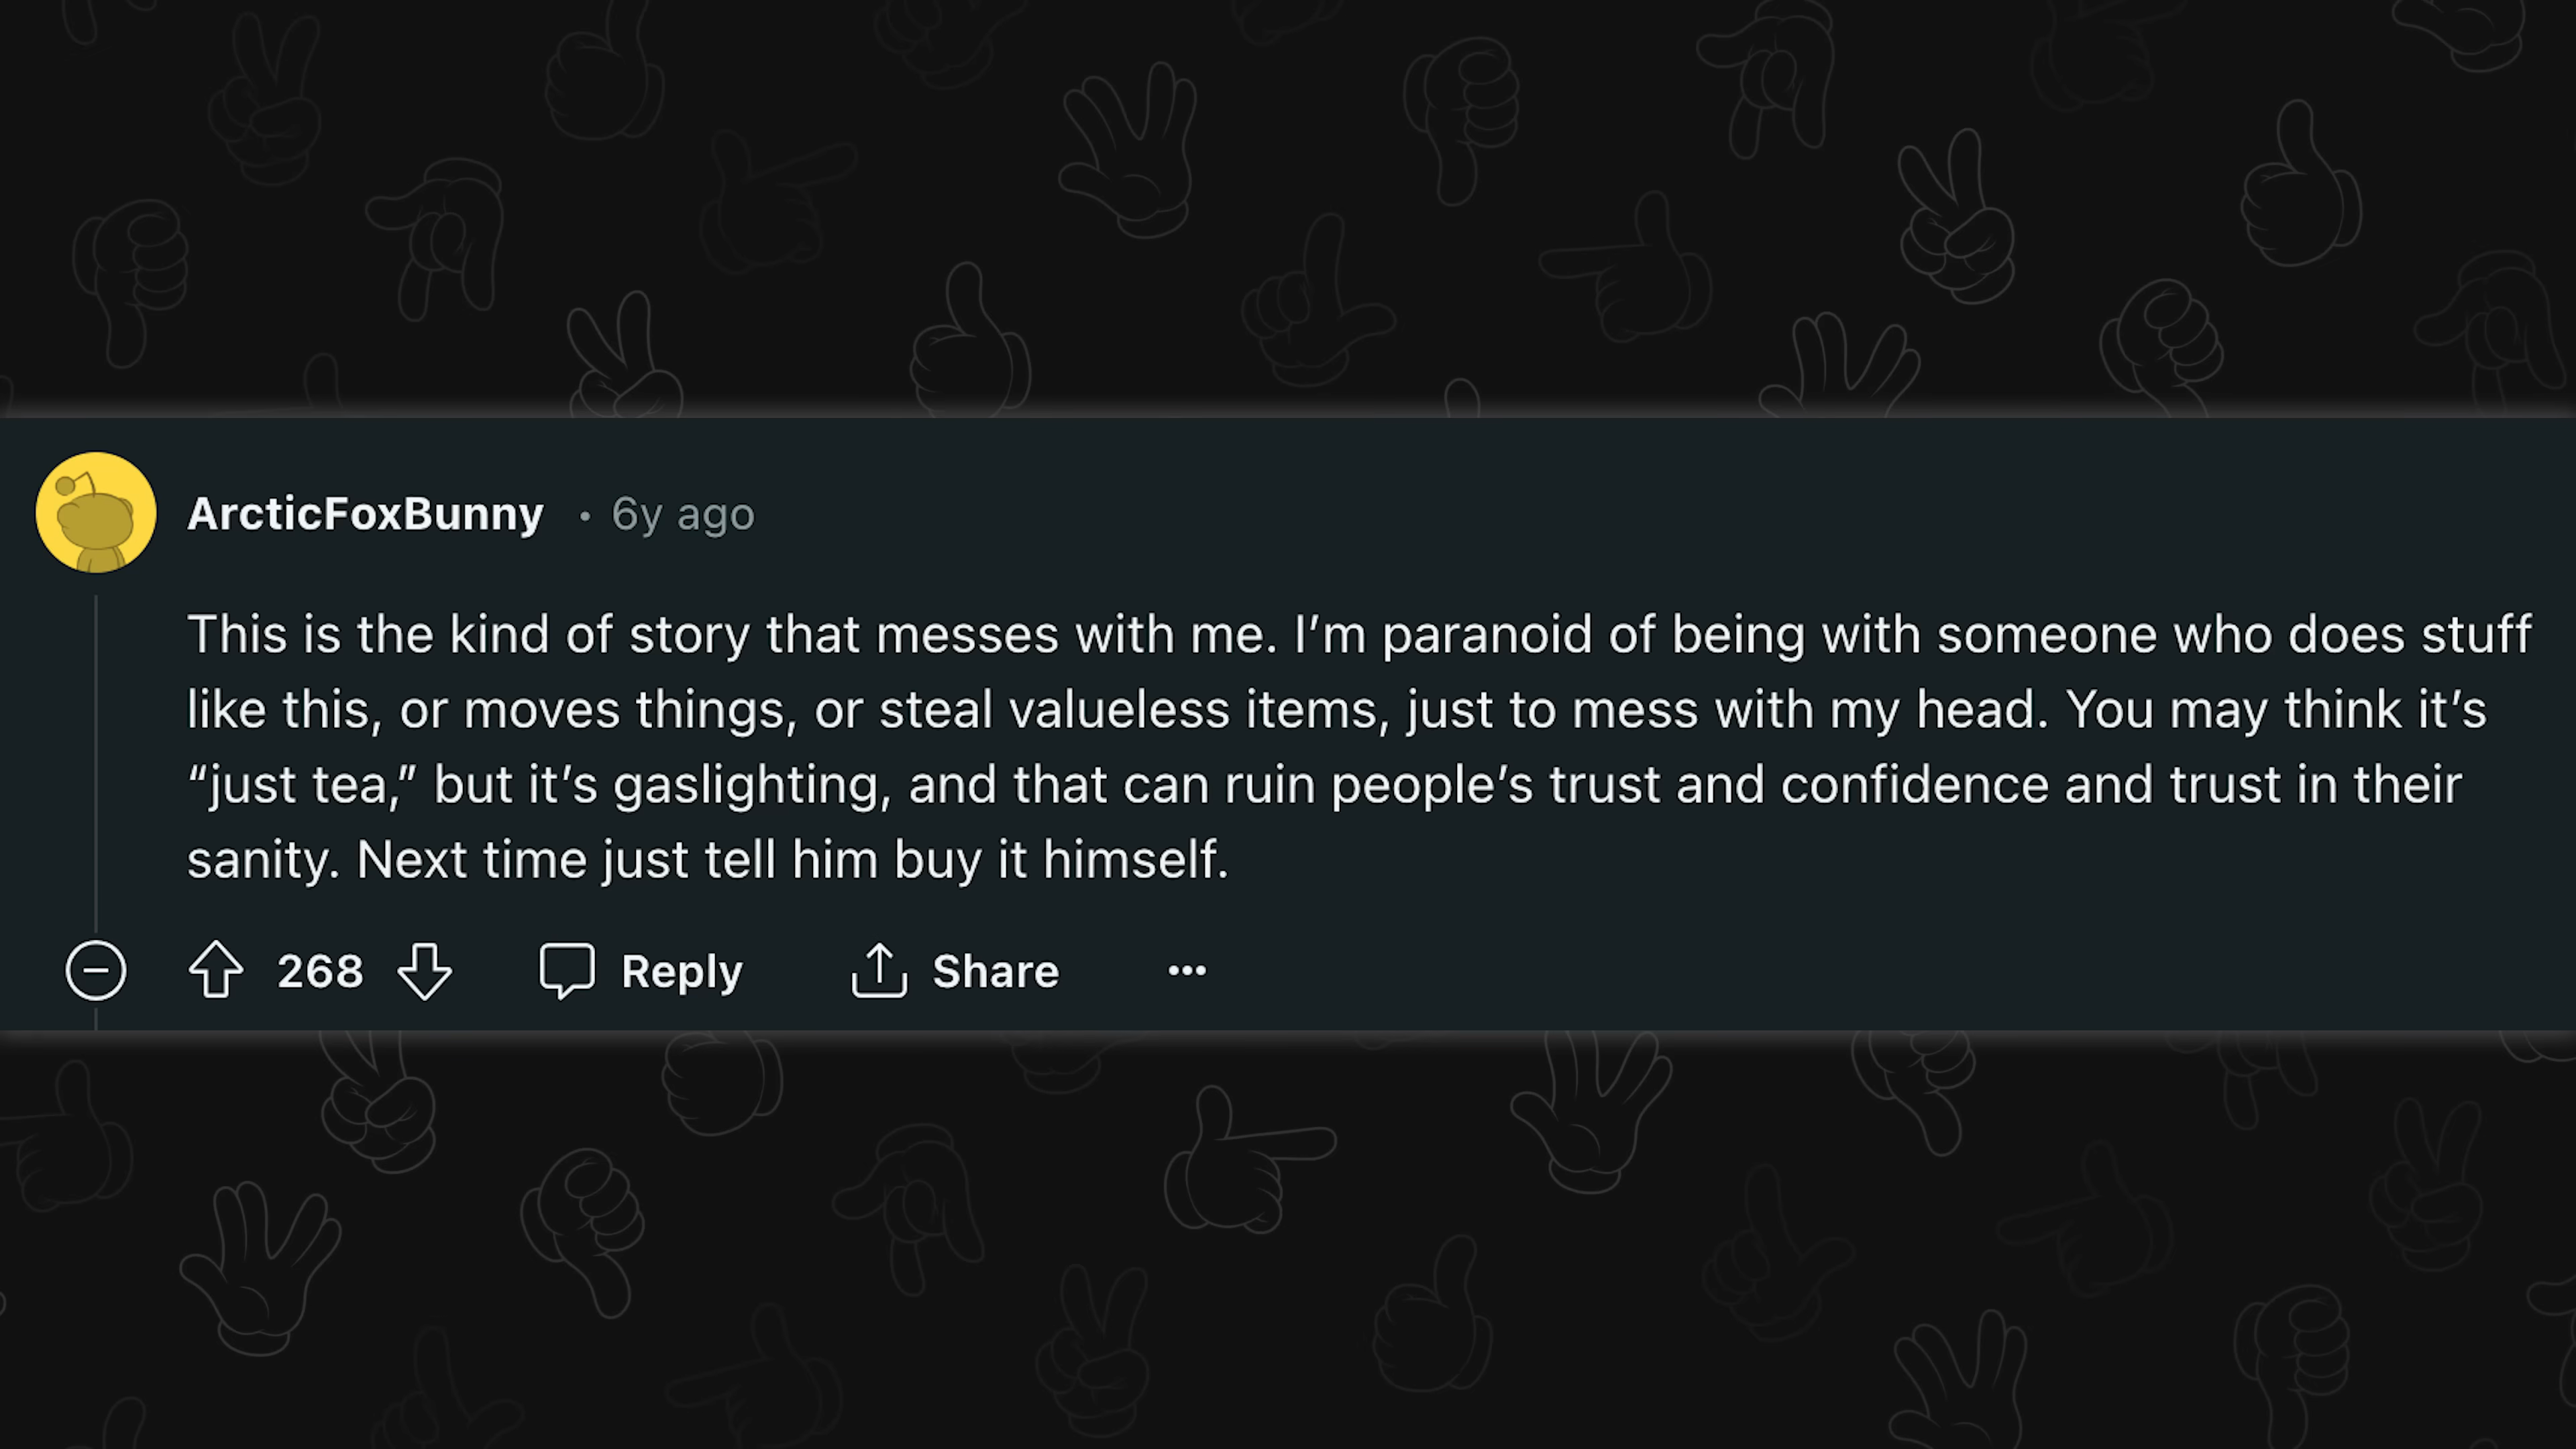 ArcticFoxBunny • 6y ago
This is the kind of story that messes with me. I’m paranoid of being with someone who does stuff
like this, or moves things, or steal valueless items, just to mess with my head. You may think it’s
“just tea,” but it’s gaslighting, and that can ruin people’s trust and confidence and trust in their
sanity. Next time just tell him buy it himself.
268 Reply Share